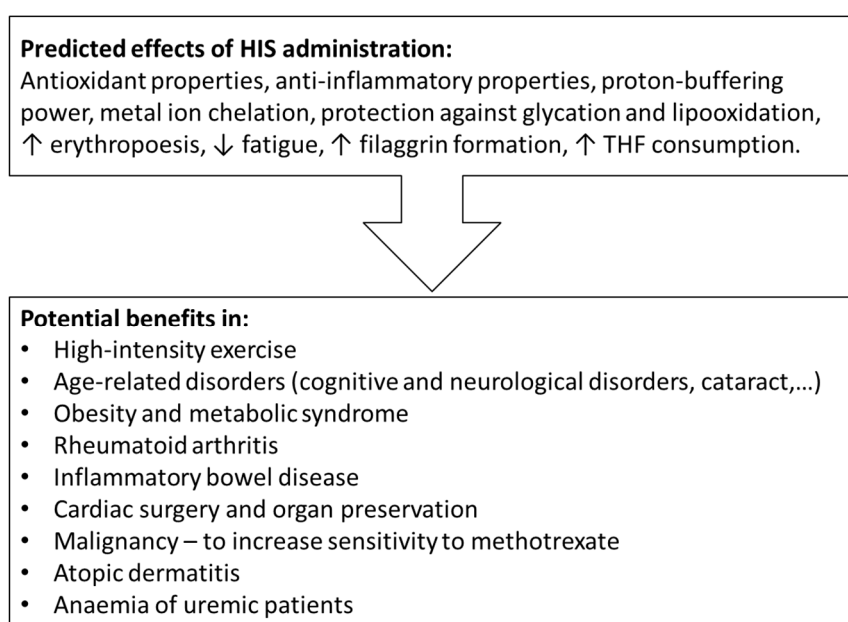 Predicted effects of HIS administration:
Antioxidant properties, anti-inflammatory properties, proton-buffering
power, metal ion chelation, protection against glycation and lipooxidation,
↑ erythropoesis, ↓ fatigue, ↑ filaggrin formation, ↑ THF consumption.
Potential benefits in:
• High-intensity exercise
• Age-related disorders (cognitive and neurological disorders, cataract,...)
• Obesity and metabolic syndrome
• Rheumatoid arthritis
• Inflammatory bowel disease
• Cardiac surgery and organ preservation
• Malignancy – to increase sensitivity to methotrexate
• Atopic dermatitis
• Anaemia of uremic patients